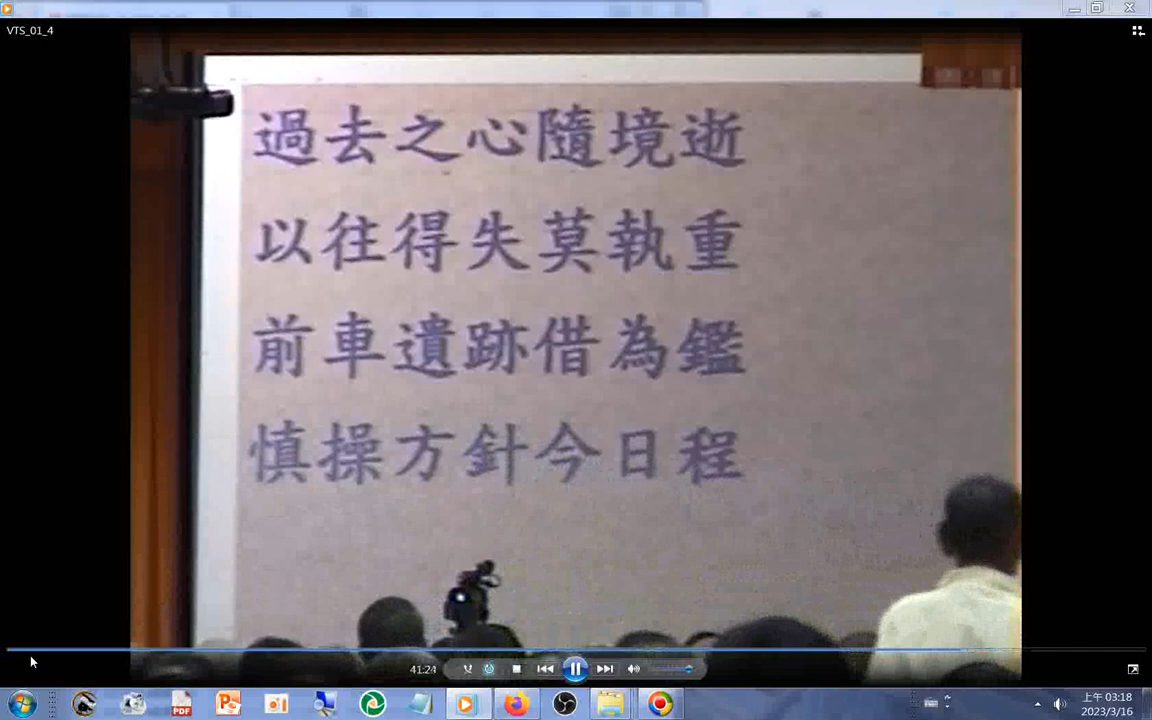 VTS_01_4
過去之心隨境逝
以往得失莫執重
前車遺跡借為鑑
慎操方針今日程
41:24
PDF
上午 03:18
2023/3/16